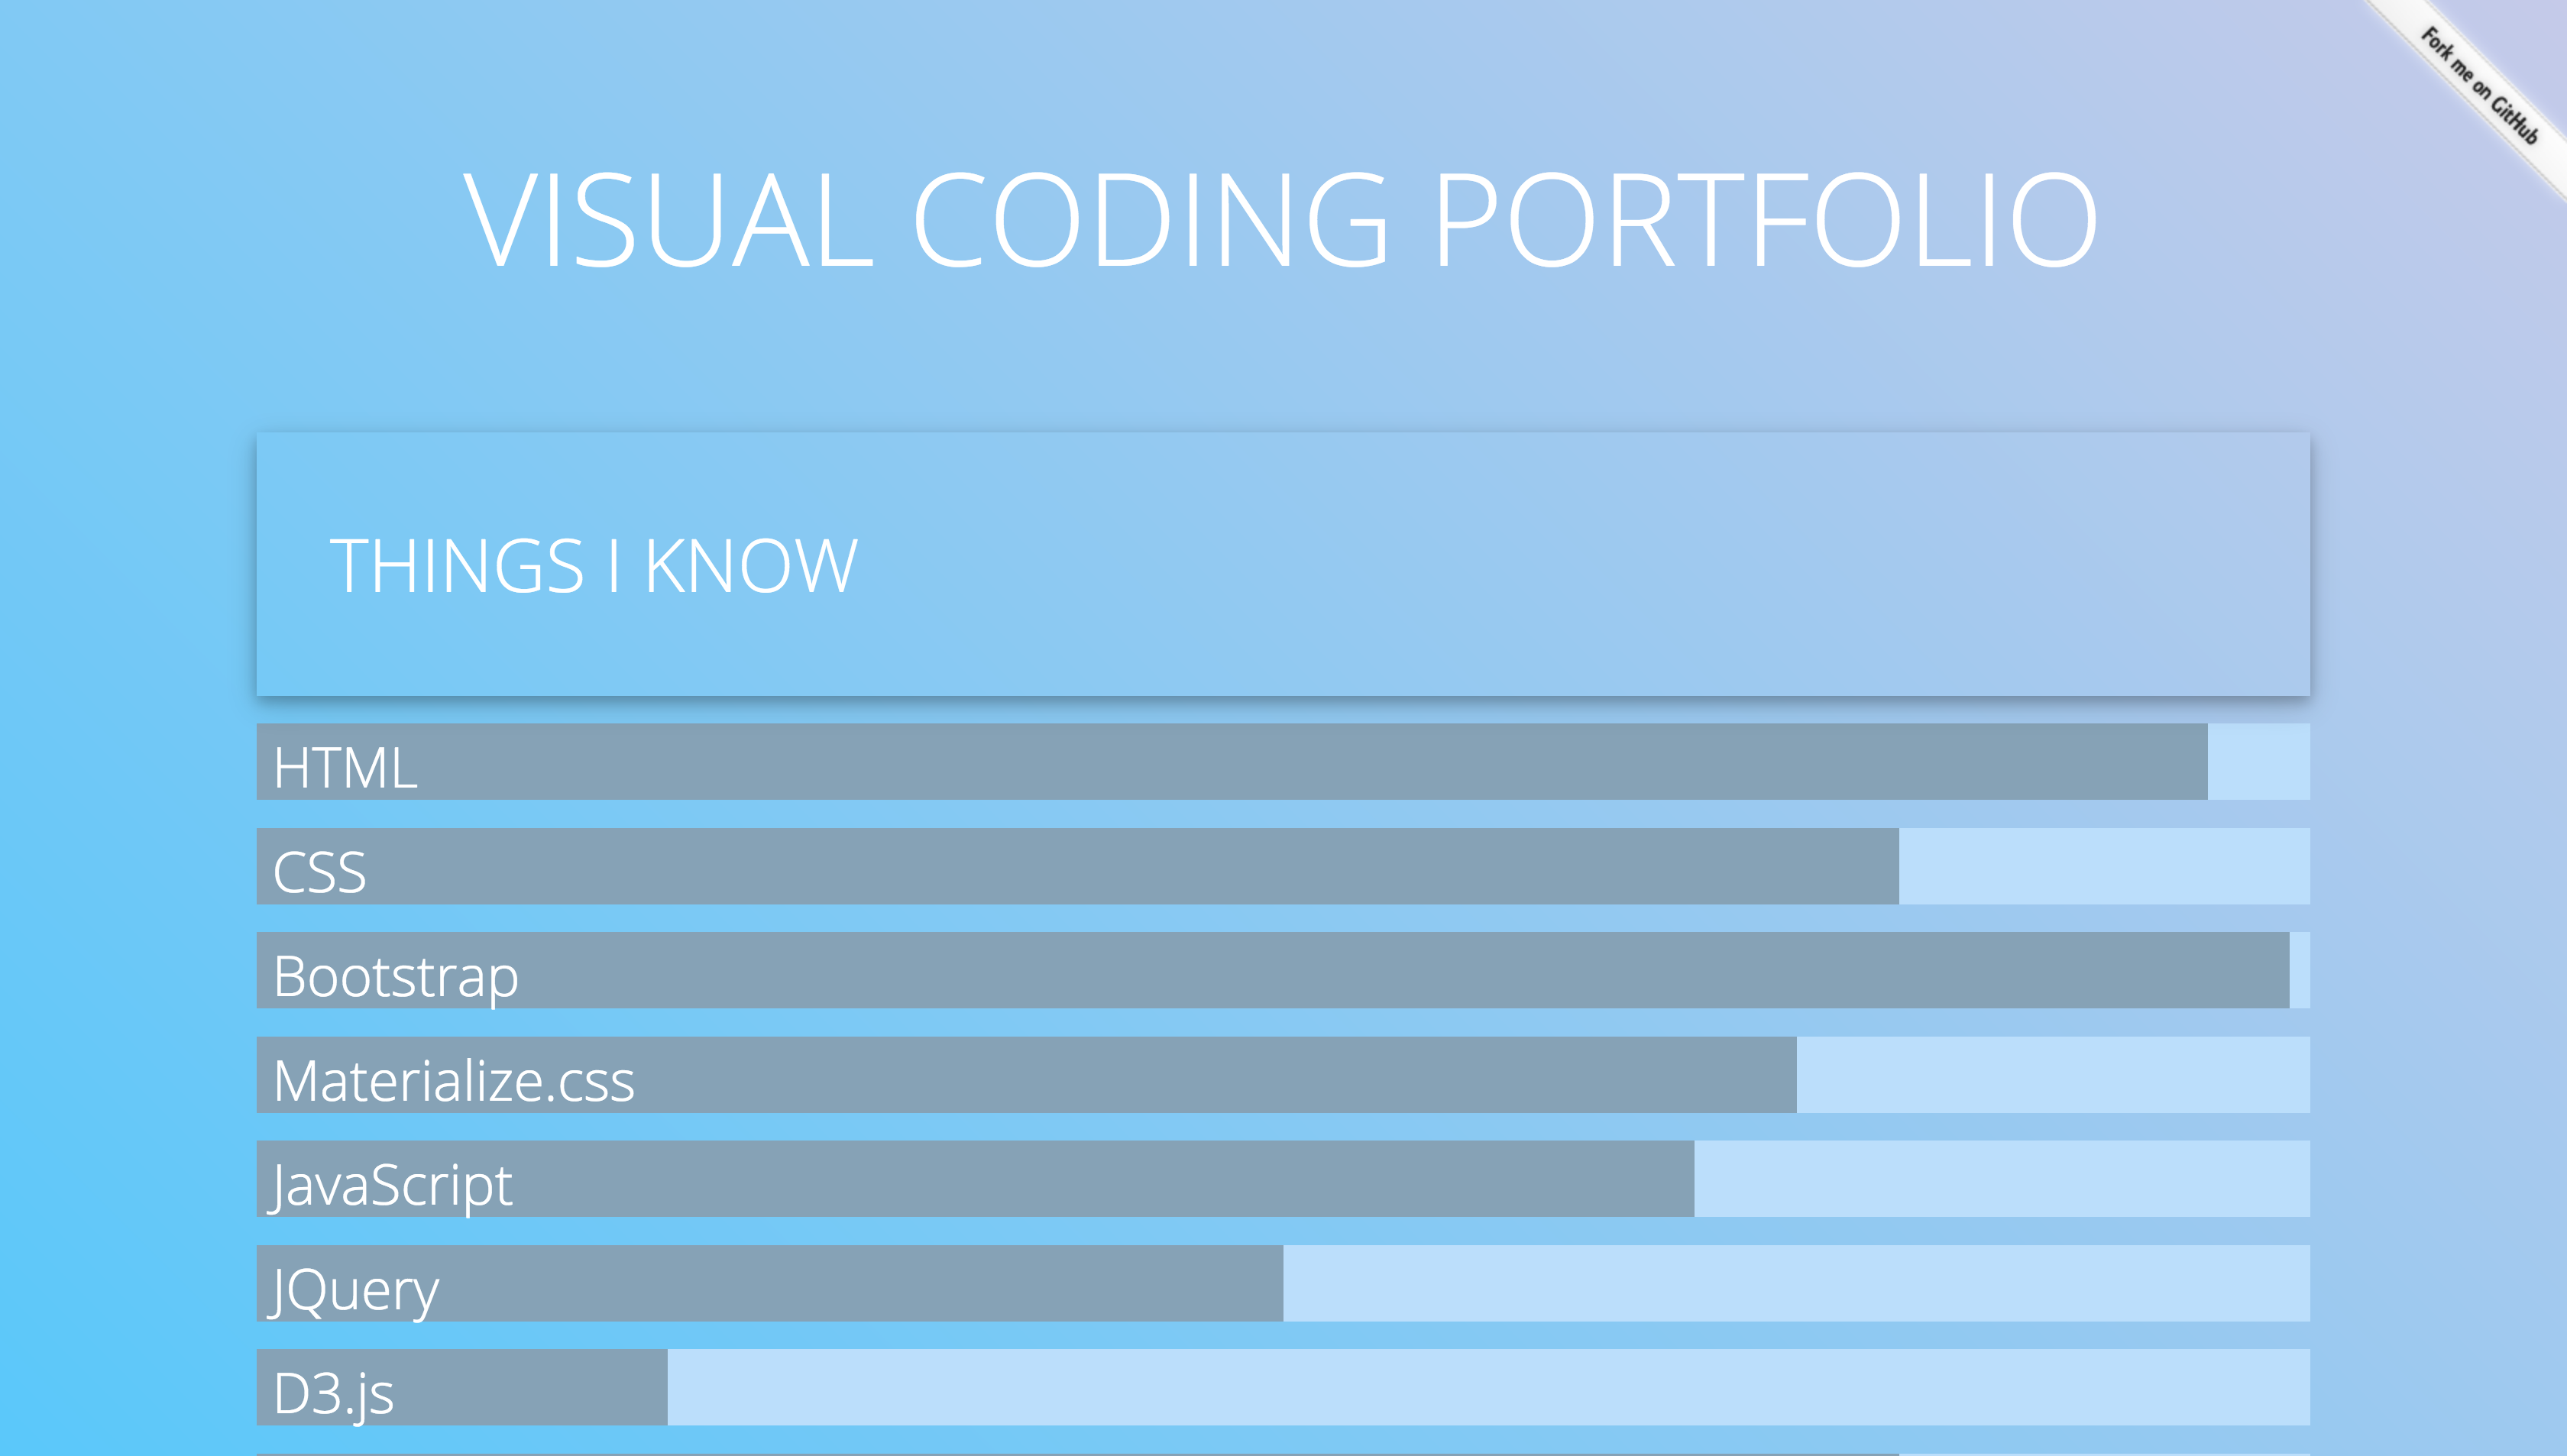 Fork me on GitHub
VISUAL CODING PORTFOLIO
THINGS I KNOW
HTML
CSS
Bootstrap
Materialize.css
JavaScript
JQuery
D3.js